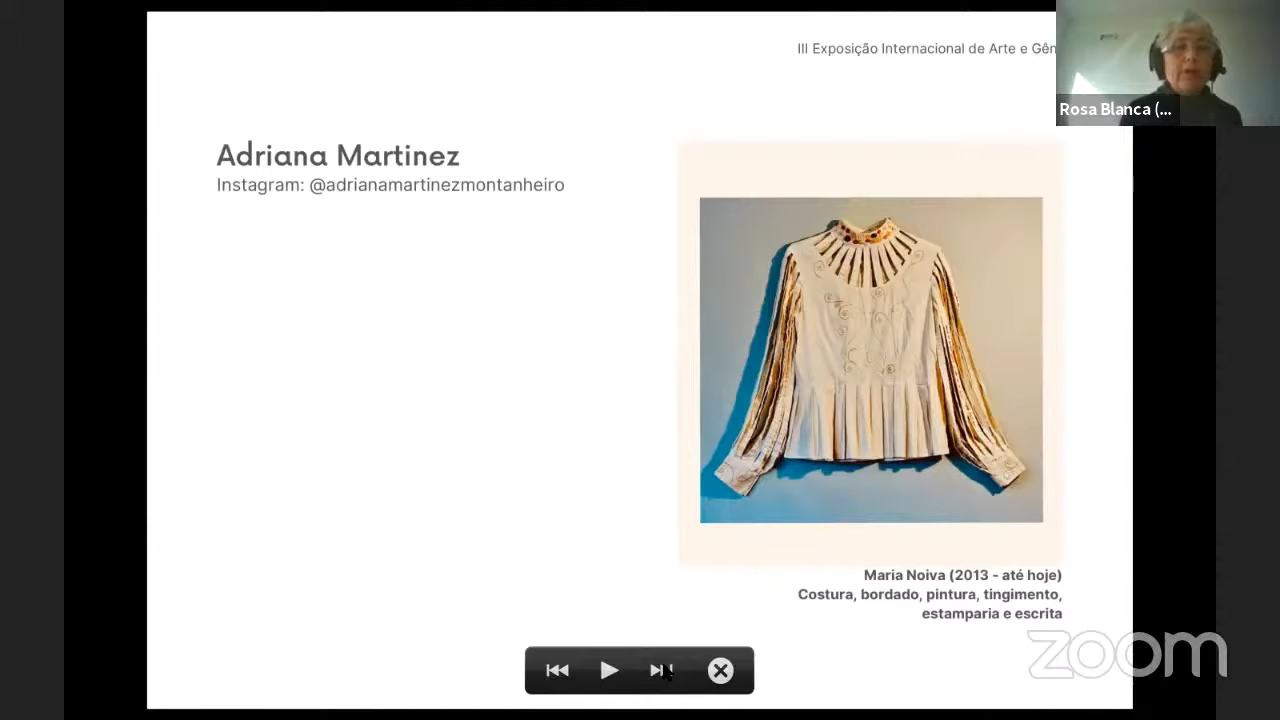 III Exposição Internacional de Arte e Gên
Rosa Blanca (...
Adriana Martinez
Instagram: @adrianamartinezmontanheiro
Maria Noiva (2013 - até hoje)
Costura, bordado, pintura, tingimento,
estamparia e escrita
zoom